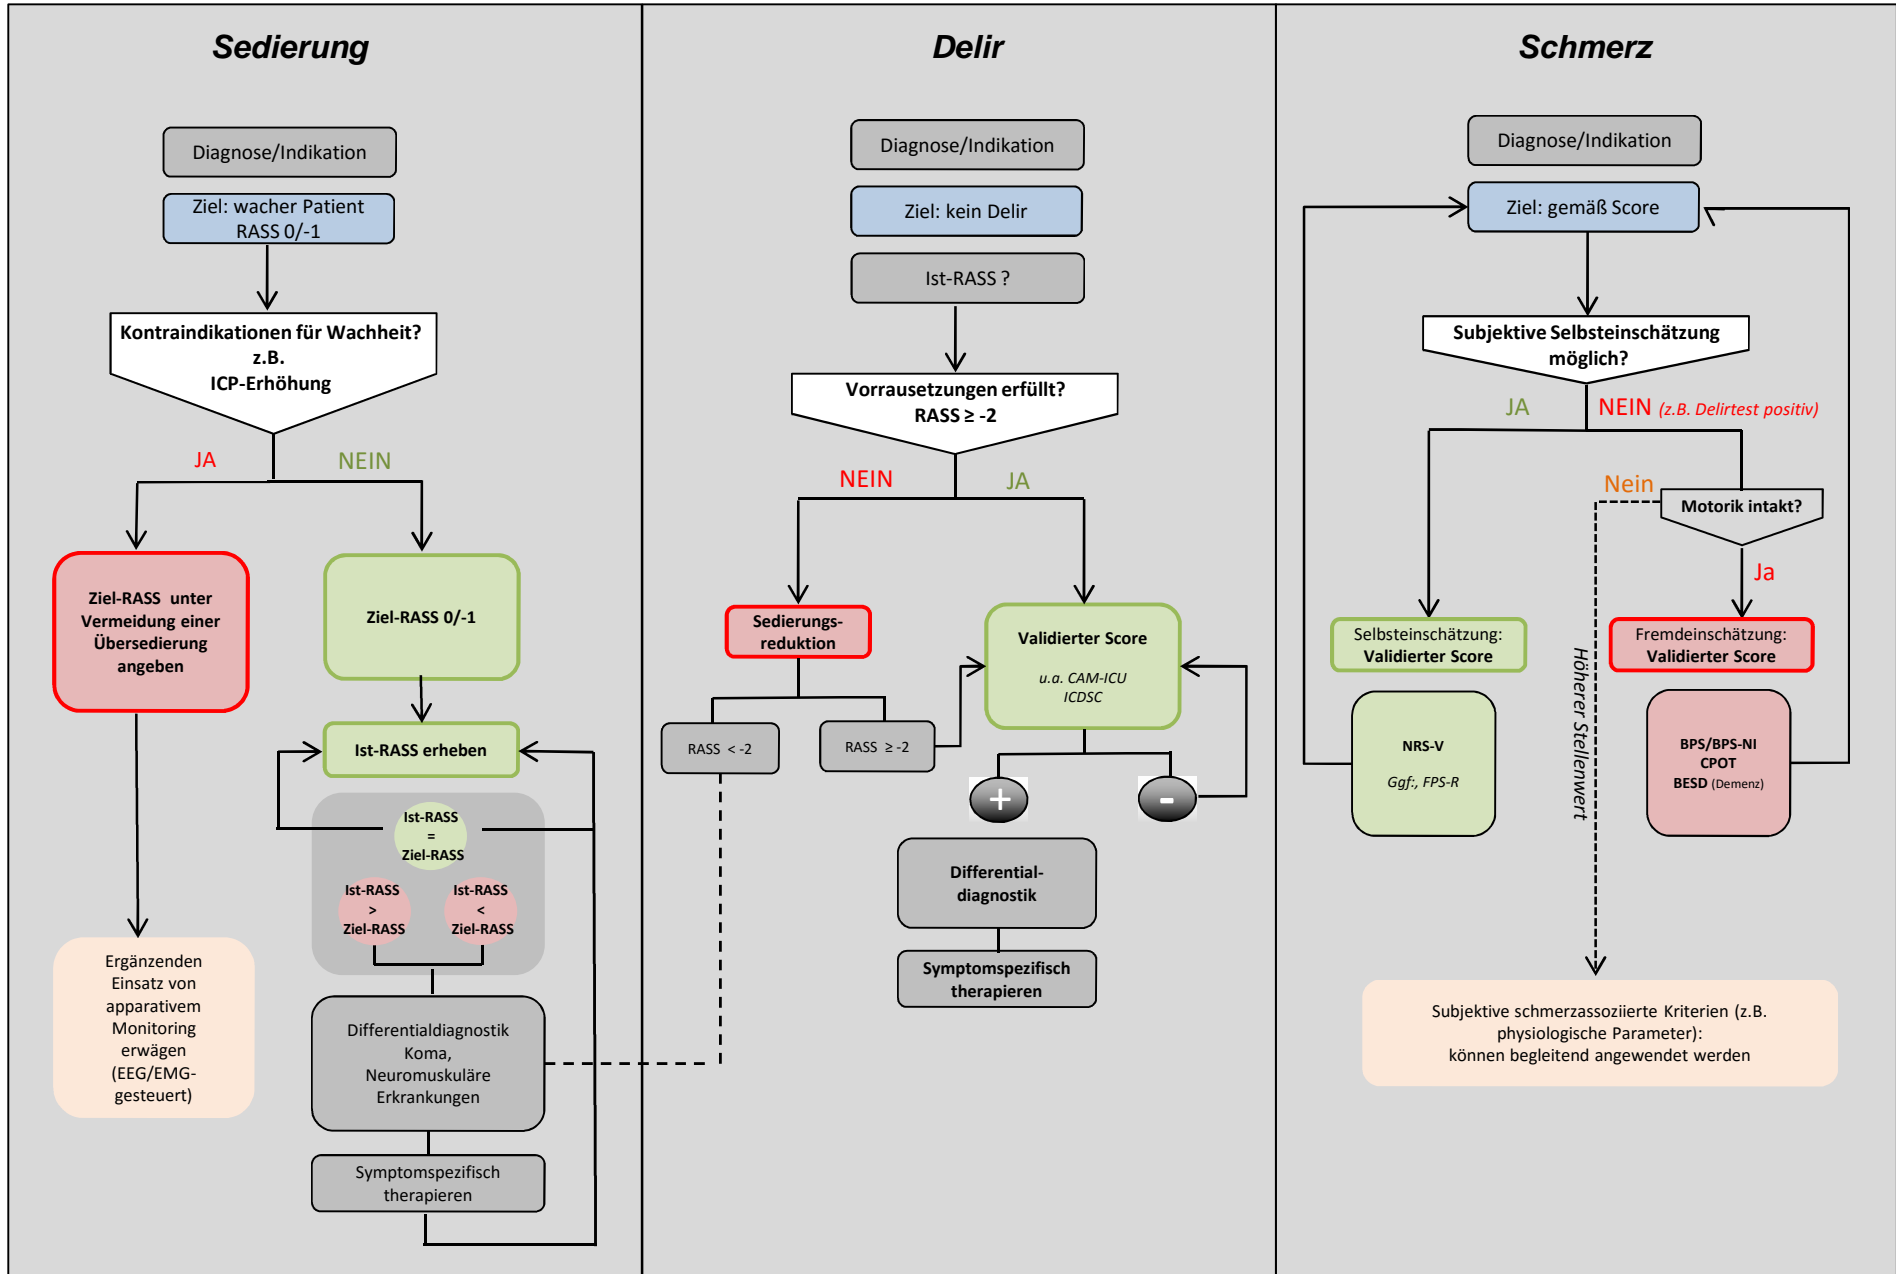 Sedierung
Diagnose/Indikation
Ziel: wacher Patient
RASS 0/-1
Kontraindikationen für Wachheit?
z.B.
ICP-Erhöhung
JA
NEIN
Ziel-RASS unter
Vermeidung einer
Übersedierung
angeben
Ziel-RASS 0/-1
Ist-RASS erheben
Ist-RASS
=
Ziel-RASS
Ist-RASS
>
Ziel-RASS
Ist-RASS
<
Ziel-RASS
Ergänzenden
Einsatz von
apparativem
Monitoring
erwägen
(EEG/EMG-
gesteuert)
Differentialdiagnostik
Koma,
Neuromuskuläre
Erkrankungen
Symptomspezifisch
therapieren
Delir
Diagnose/Indikation
Ziel: kein Delir
Ist-RASS ?
Vorrausetzungen erfüllt?
RASS ≥ -2
NEIN
JA
Sedierungs-
reduktion
RASS < -2
RASS ≥ -2
Validierter Score
u.a. CAM-ICU
ICDSC
+
-
Differential-
diagnostik
Symptomspezifisch
therapieren
Schmerz
Diagnose/Indikation
Ziel: gemäß Score
Subjektive Selbsteinschätzung
möglich?
JA
NEIN (z.B. Delirtest positiv)
Nein
Motorik intakt?
Ja
Selbsteinschätzung:
Validierter Score
Fremdeinschätzung:
Validierter Score
Höherer Stellenwert
NRS-V
Ggf:, FPS-R
BPS/BPS-NI
CPOT
BESD (Demenz)
Subjektive schmerzassoziierte Kriterien (z.B.
physiologische Parameter):
können begleitend angewendet werden